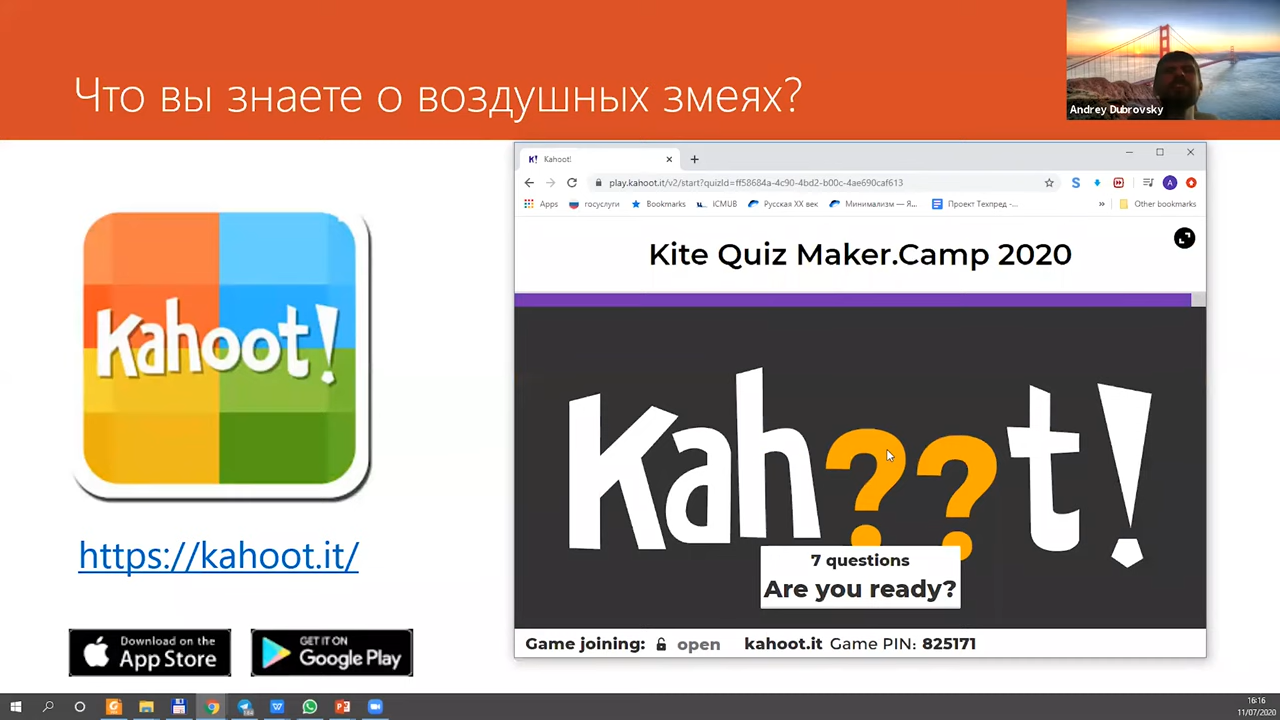 Что вы знаете о воздушных змеях?
Andrey Dubrovsky
Kahoot!
https://kahoot.it/
Download on the
App Store
GET IT ON
Google Play
K! Kahoot!
play.kahoot.it/v2/start?quizId=ff58684a-4c90-4bd2-b00c-4ae690caf613
Apps госуслуги Bookmarks ICMUB Русская XX век Минимализм — Я... Проект Техпред -... » Other bookmarks
Kite Quiz Maker.Camp 2020
Kah??t!
7 questions
Are you ready?
Game joining: open kahoot.it Game PIN: 825171
16:16
11/07/2020